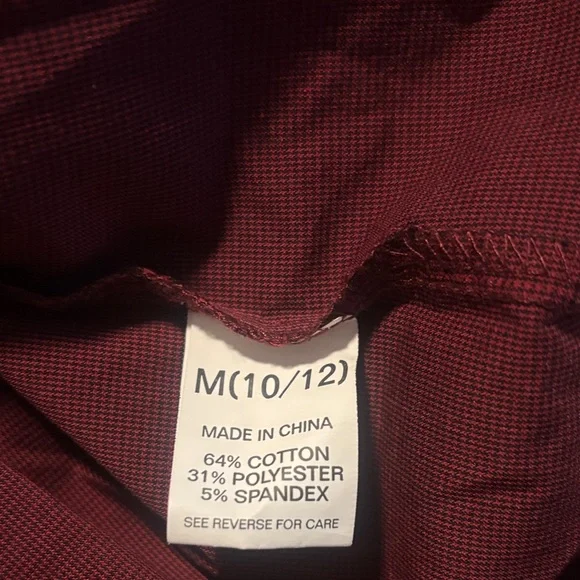 M(10/12)
MADE IN CHINA
64% COTTON
31% POLYESTER
5% SPANDEX
SEE REVERSE FOR CARE